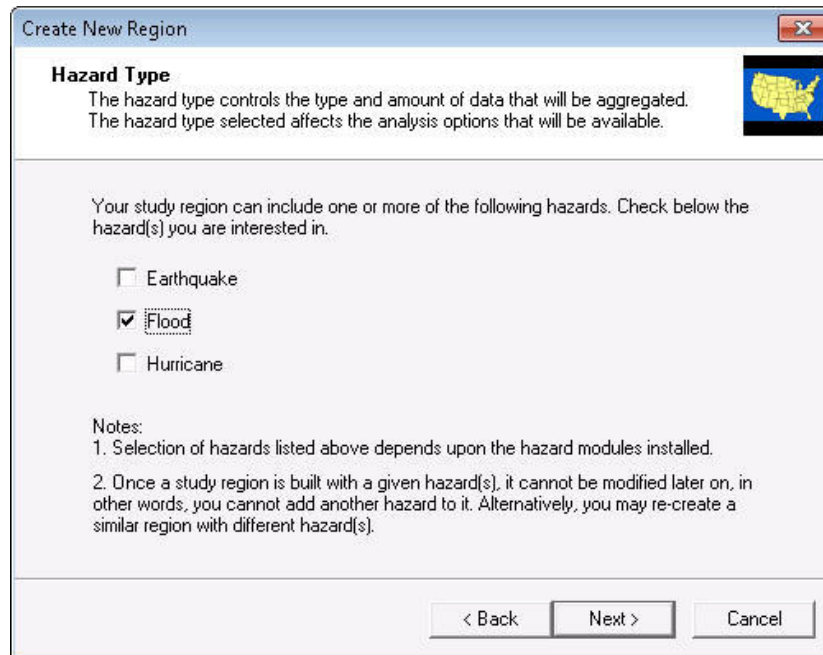 Create New Region
Hazard Type
The hazard type controls the type and amount of data that will be aggregated.
The hazard type selected affects the analysis options that will be available.
Your study region can include one or more of the following hazards. Check below the
hazard(s) you are interested in.
Earthquake
Flood
Hurricane
Notes:
1. Selection of hazards listed above depends upon the hazard modules installed.
2. Once a study region is built with a given hazard(s), it cannot be modified later on, in
other words, you cannot add another hazard to it. Alternatively, you may re-create a
similar region with different hazard(s).
< Back
Next >
Cancel